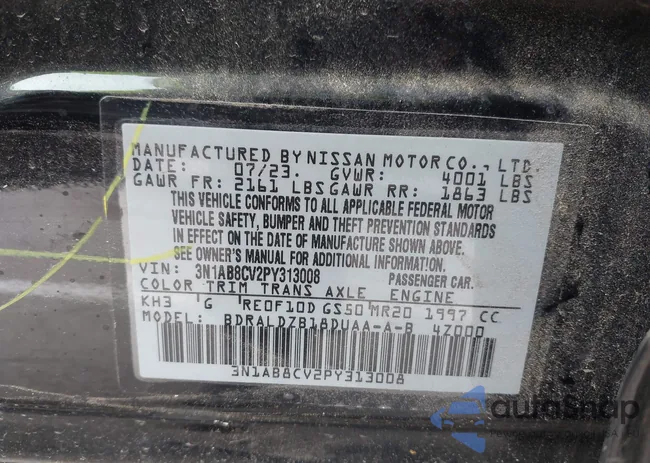 MANUFACTURED BY NISSAN MOTOR CO., LTD.
DATE: 07/23. GVWR: 4001 LBS
GAWR FR: 2161 LBS GAWR RR: 1863 LBS
THIS VEHICLE CONFORMS TO ALL APPLICABLE FEDERAL MOTOR
VEHICLE SAFETY, BUMPER AND THEFT PREVENTION STANDARDS
IN EFFECT ON THE DATE OF MANUFACTURE SHOWN ABOVE.
SEE OWNER'S MANUAL FOR ADDITIONAL INFORMATION.
VIN: 3N1AB8CV2PY313008 PASSENGER CAR.
COLOR TRIM TRANS AXLE ENGINE
KH3 G RE0F10D GS50 MR20 1997 CC
MODEL: BDRALDZB18DUAA-A-B 4Z000
3N1AB8CV2PY313008
autoSnap